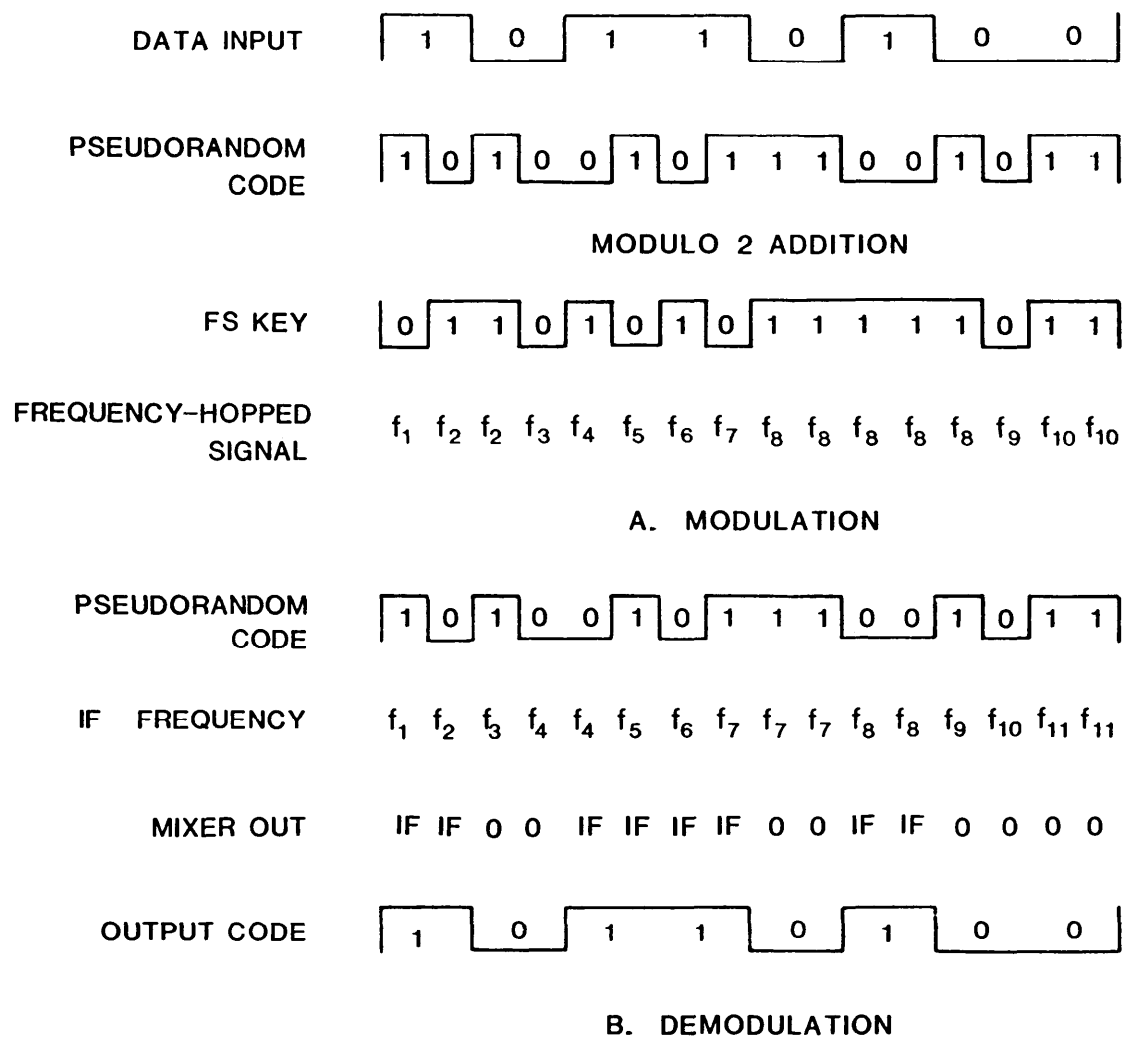 DATA INPUT 1 0 1 1 0 1 0 0
PSEUDORANDOM
CODE 1 0 1 0 0 1 0 1 1 1 0 0 1 0 1 1
MODULO 2 ADDITION
FS KEY 0 1 1 0 1 0 1 0 1 1 1 1 1 0 1 1
FREQUENCY-HOPPED
SIGNAL f1 f2 f2 f3 f4 f5 f6 f7 f8 f8 f8 f8 f8 f9 f10 f10
A. MODULATION
PSEUDORANDOM
CODE 1 0 1 0 0 1 0 1 1 1 0 0 1 0 1 1
IF FREQUENCY f1 f2 f3 f4 f4 f5 f6 f7 f7 f7 f8 f8 f9 f10 f11 f11
MIXER OUT IF IF 0 0 IF IF IF IF 0 0 IF IF 0 0 0 0
OUTPUT CODE 1 0 1 1 0 1 0 0
B. DEMODULATION